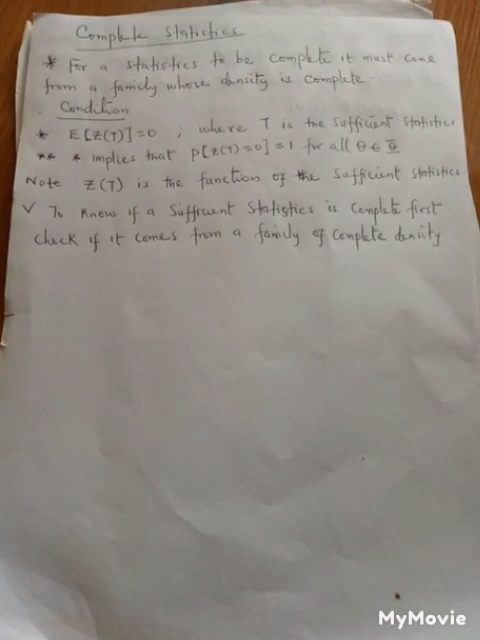 Complete Statistics
* For a statistics to be complete it must come
from a family whose density is complete.
Condition
* E[Z(T)]=0 ; where T is the sufficient statistics
** * implies that P[Z(T)=0]=1 for all θ ∈ Θ
Note Z(T) is the function of the sufficient statistics.
✓ To know if a Sufficient Statistics is complete first
check if it comes from a family of complete density
MyMovie